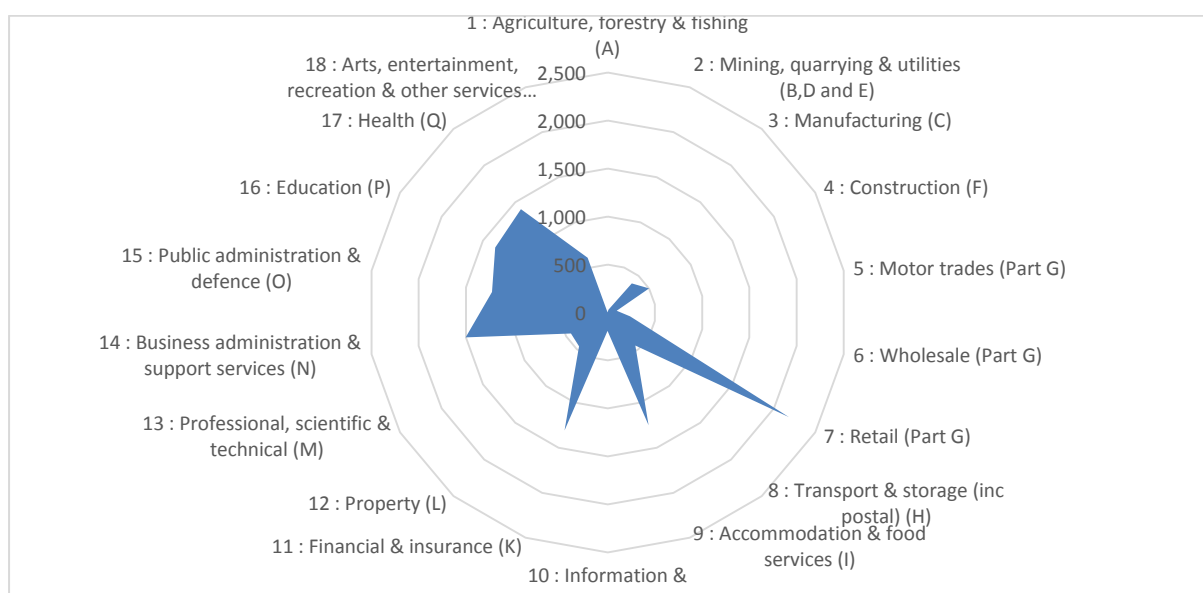 1 : Agriculture, forestry & fishing
(A)
2 : Mining, quarrying & utilities
(B,D and E)
3 : Manufacturing (C)
4 : Construction (F)
5 : Motor trades (Part G)
6 : Wholesale (Part G)
7 : Retail (Part G)
8 : Transport & storage (inc
postal) (H)
9 : Accommodation & food
services (I)
10 : Information &
11 : Financial & insurance (K)
12 : Property (L)
13 : Professional, scientific &
technical (M)
14 : Business administration &
support services (N)
15 : Public administration &
defence (O)
16 : Education (P)
17 : Health (Q)
18 : Arts, entertainment,
recreation & other services...
2,500
2,000
1,500
1,000
500
0